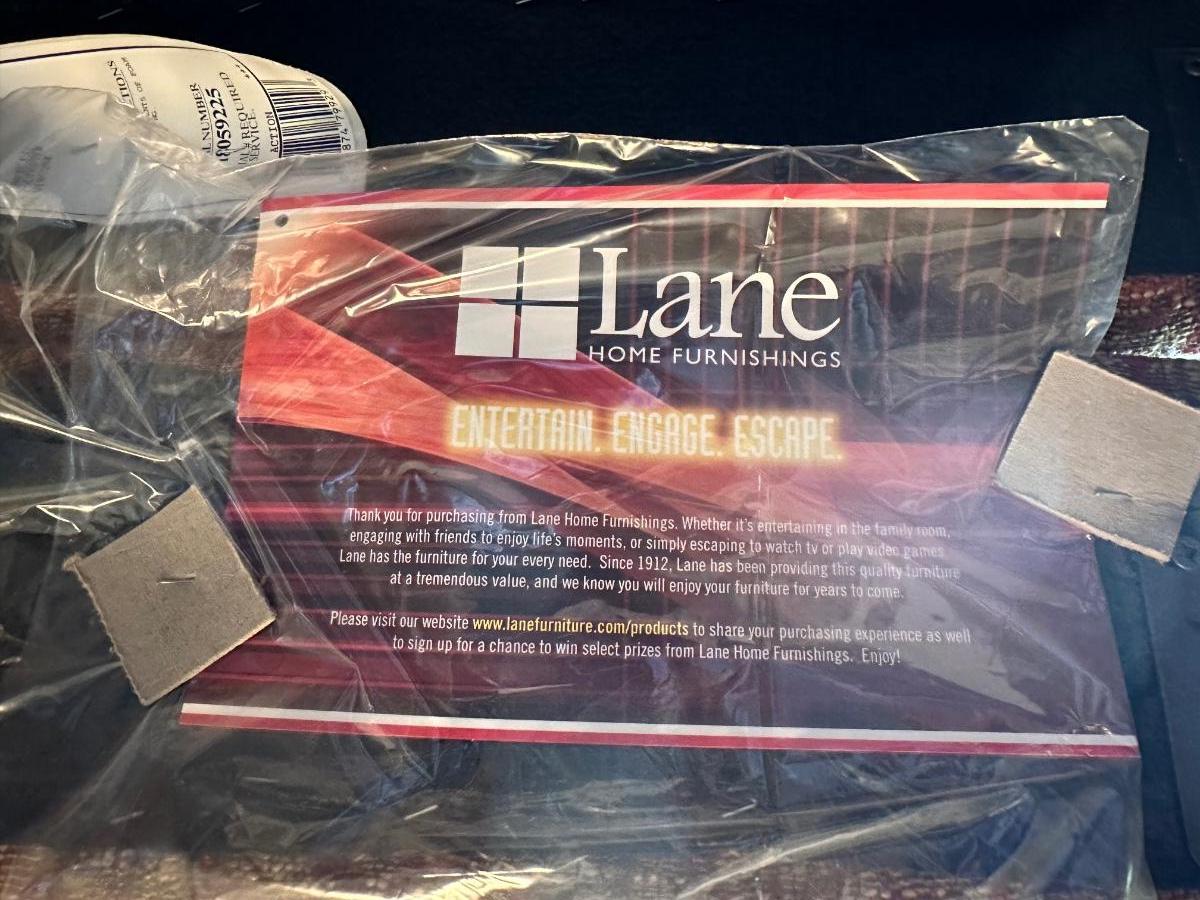 Lane
HOME FURNISHINGS
ENTERTAIN. ENGAGE. ESCAPE.
Thank you for purchasing from Lane Home Furnishings. Whether it's entertaining in the family room,
engaging with friends to enjoy life's moments, or simply escaping to watch tv or play video games
Lane has the furniture for your every need. Since 1912, Lane has been providing this quality furniture
at a tremendous value, and we know you will enjoy your furniture for years to come.
Please visit our website www.lanefurniture.com/products to share your purchasing experience as well
to sign up for a chance to win select prizes from Lane Home Furnishings. Enjoy!
NUMBER
8059225
# REQUIRED
SERVICE.
ACTION